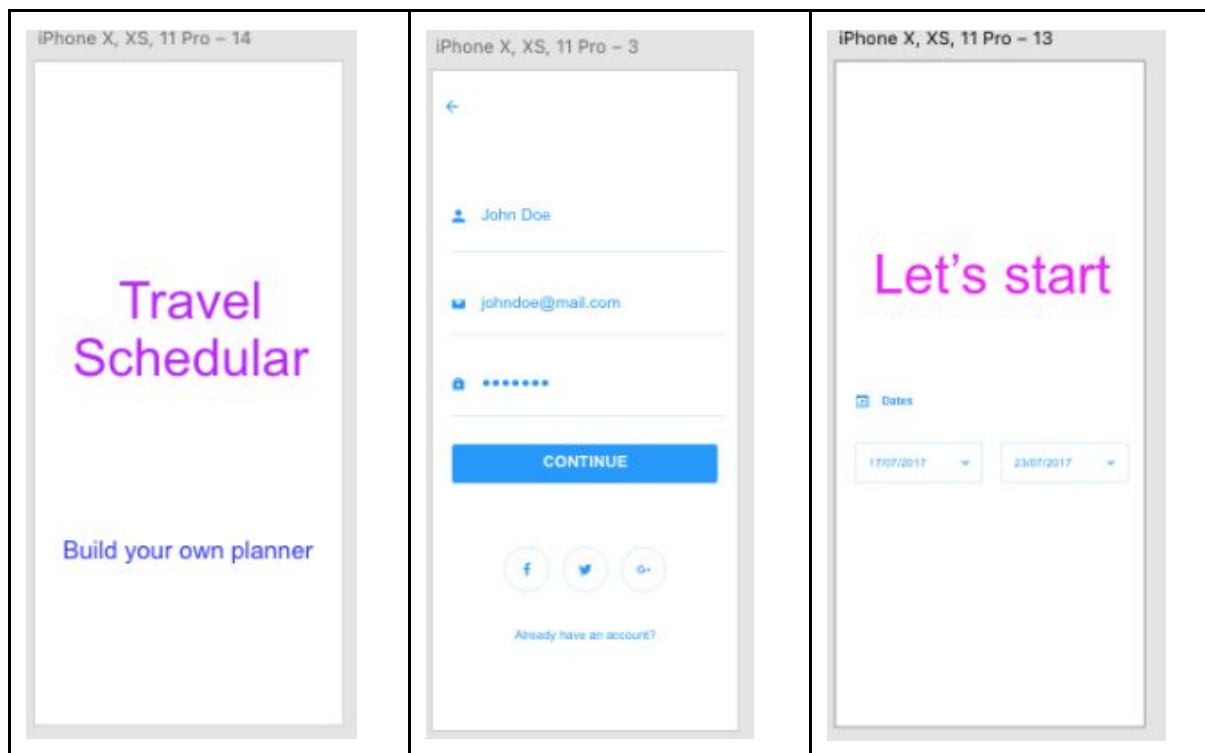 iPhone X, XS, 11 Pro – 14
Travel
Schedular
Build your own planner
iPhone X, XS, 11 Pro – 3
John Doe
johndoe@mail.com
CONTINUE
Already have an account?
iPhone X, XS, 11 Pro – 13
Let's start
Dates
17/07/2017
23/07/2017